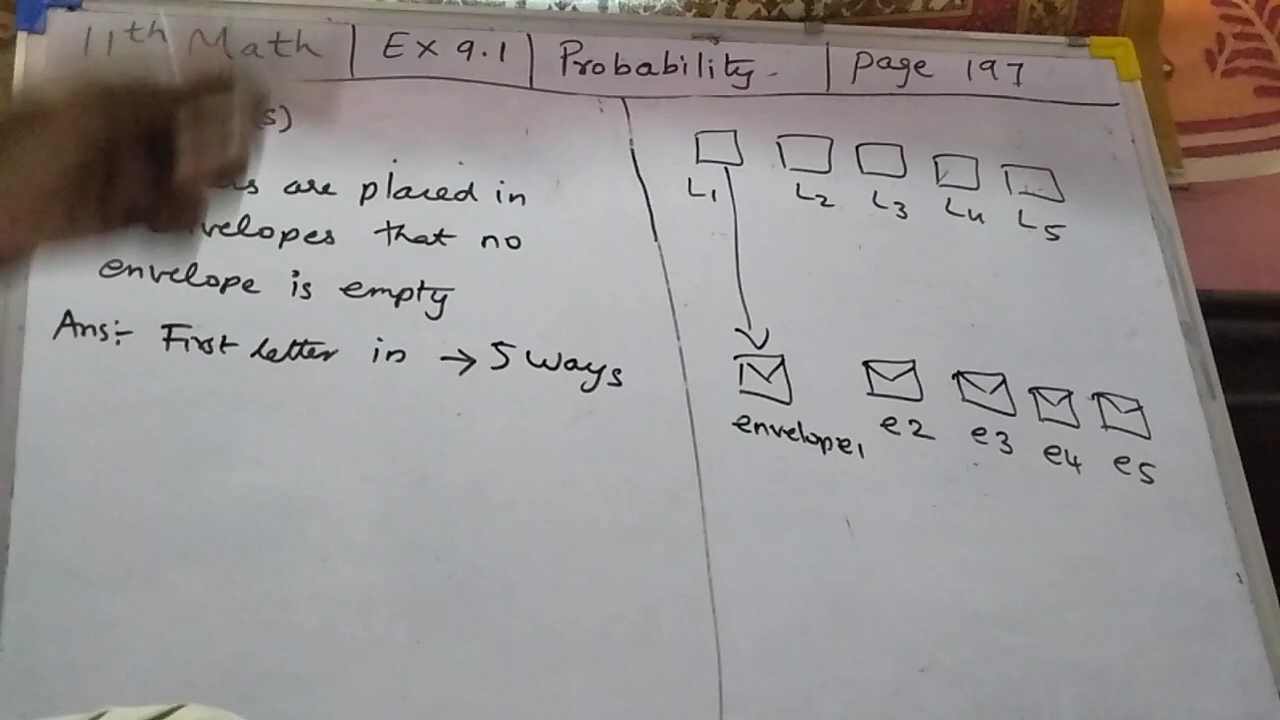 11th Math | Ex 9.1 | Probability - | page 197
s)
are placed in
velopes that no
envelope is empty
Ans:- First letter in → 5 ways
L1 L2 L3 L4 L5
envelope1 e2 e3 e4 e5